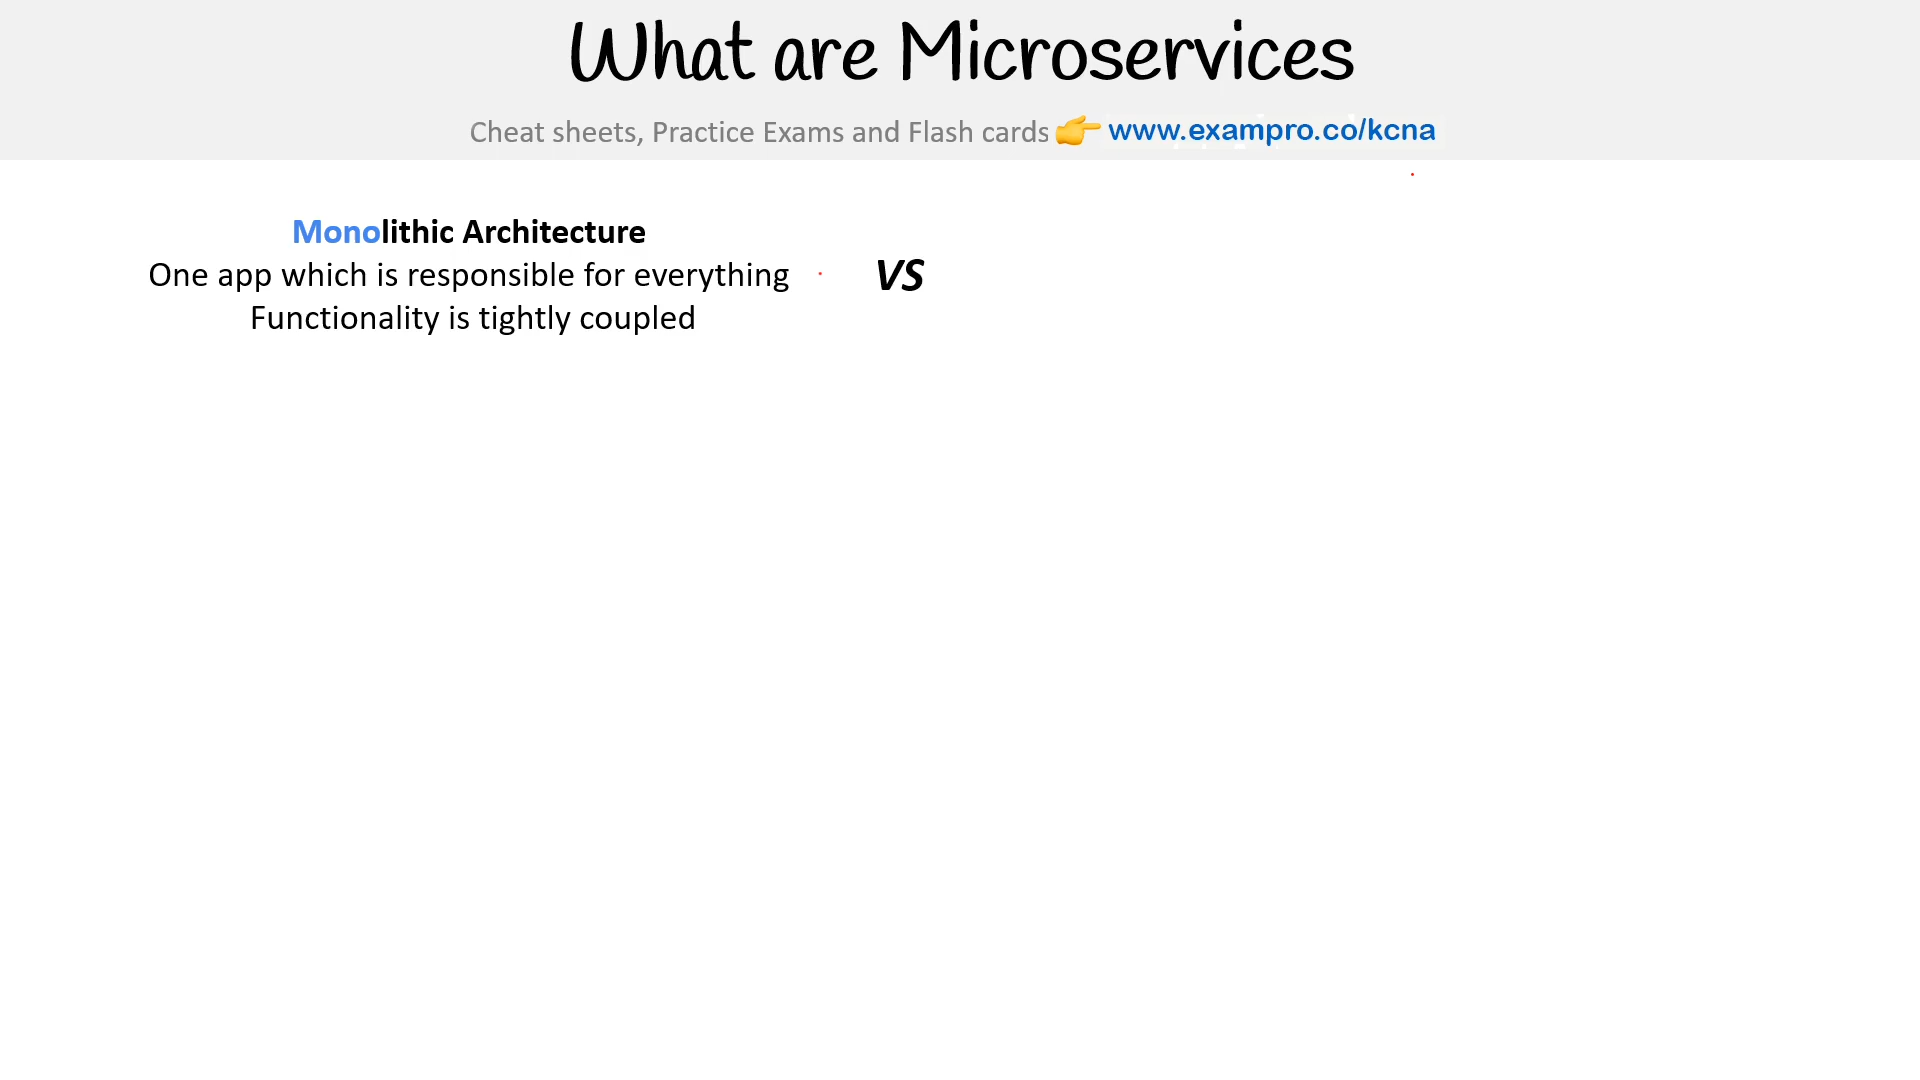 What are Microservices
Cheat sheets, Practice Exams and Flash cards 👉 www.exampro.co/kcna
Monolithic Architecture
One app which is responsible for everything
VS
Functionality is tightly coupled